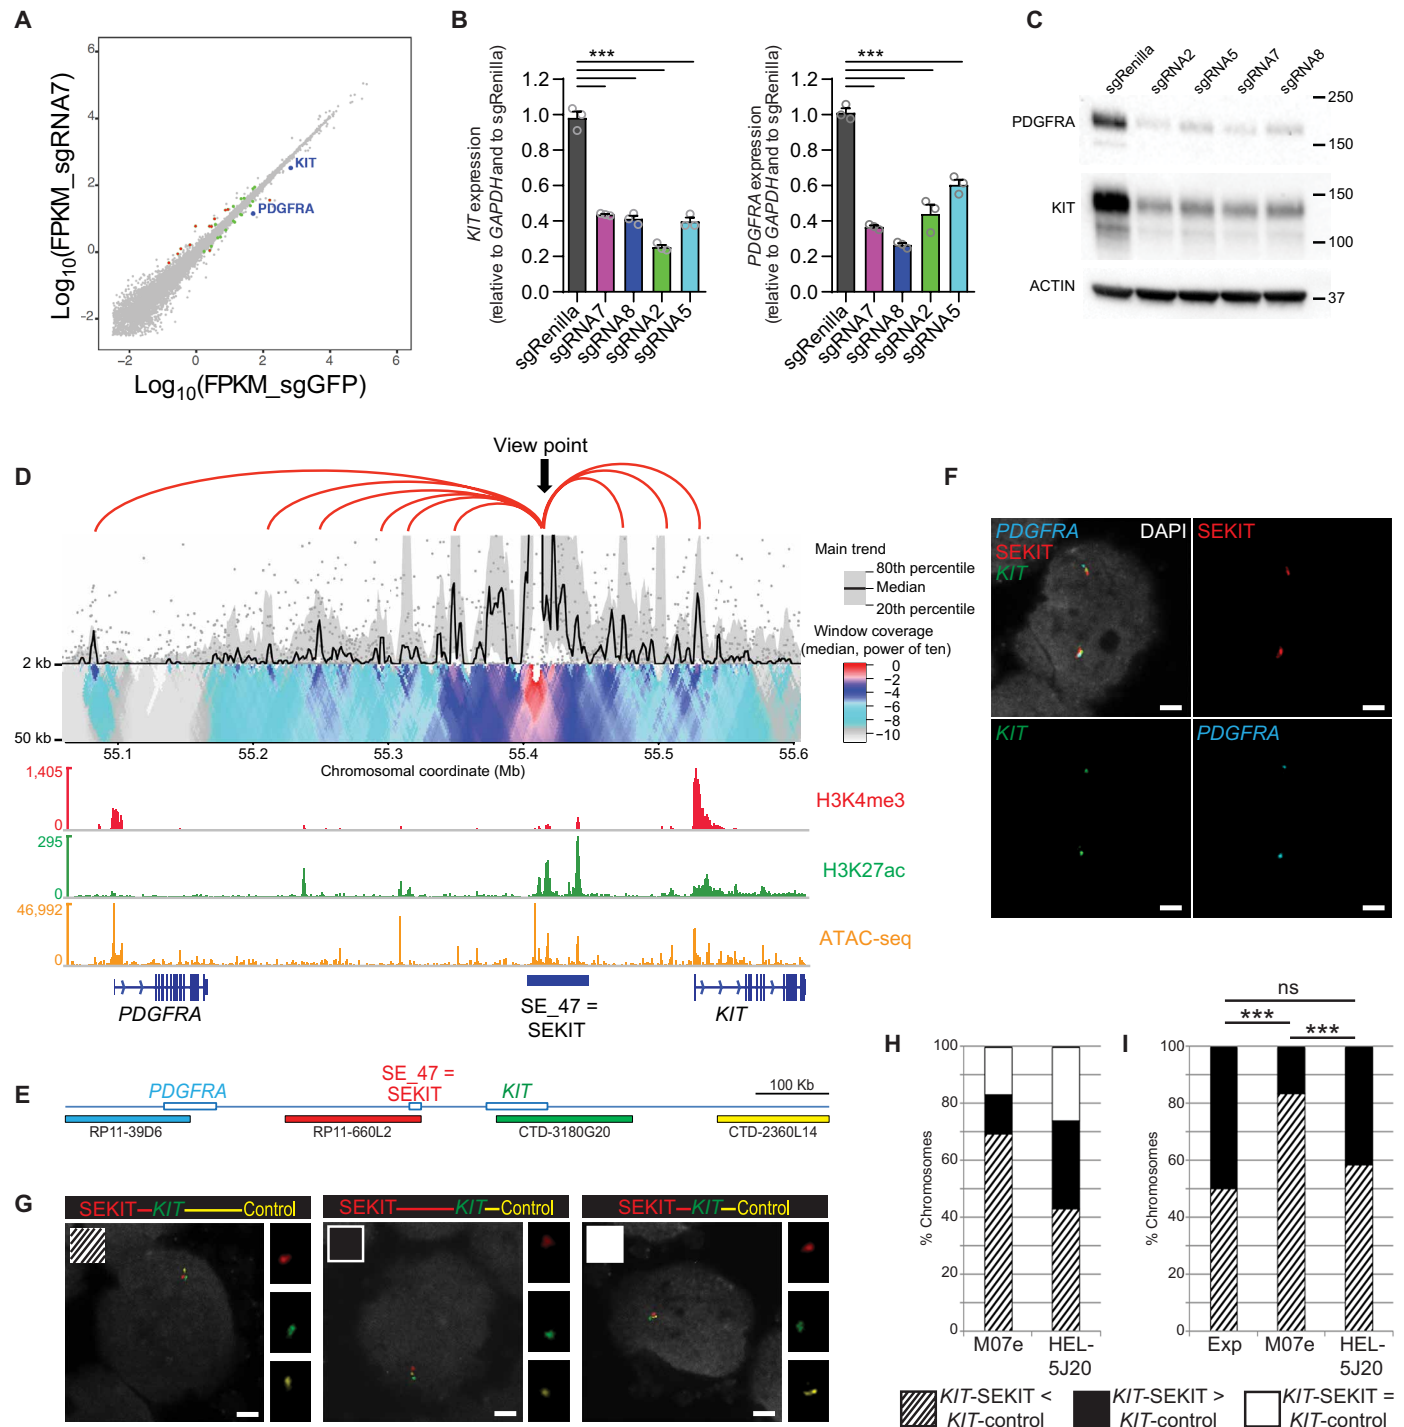 A
Log10(FPKM_sgRNA7)
6
4
2
0
−2
KIT
PDGFRA
−2
0
2
4
6
Log10(FPKM_sgGFP)
B
KIT expression
(relative to GAPDH and to sgRenilla)
***
1.2
1.0
0.8
0.6
0.4
0.2
0.0
sgRenilla
sgRNA7
sgRNA8
sgRNA2
sgRNA5
PDGFRA expression
(relative to GAPDH and to sgRenilla)
***
1.2
1.0
0.8
0.6
0.4
0.2
0.0
sgRenilla
sgRNA7
sgRNA8
sgRNA2
sgRNA5
C
sgRenilla
sgRNA2
sgRNA5
sgRNA7
sgRNA8
PDGFRA
250
150
KIT
150
100
ACTIN
37
D
View point
Main trend
80th percentile
Median
20th percentile
Window coverage
(median, power of ten)
0
−2
−4
−6
−8
−10
2 kb
50 kb
55.1
55.2
55.3
55.4
55.5
55.6
Chromosomal coordinate (Mb)
1,405
0
H3K4me3
295
0
H3K27ac
46,992
0
ATAC-seq
PDGFRA
SE_47 =
SEKIT
KIT
E
PDGFRA
SE_47 =
SEKIT
KIT
100 Kb
RP11-39D6
RP11-660L2
CTD-3180G20
CTD-2360L14
F
PDGFRA
SEKIT
KIT
DAPI
SEKIT
KIT
PDGFRA
G
SEKIT KIT Control
SEKIT KIT Control
SEKIT KIT Control
H
% Chromosomes
100
80
60
40
20
0
M07e
HEL-
5J20
I
ns
***
***
% Chromosomes
100
80
60
40
20
0
Exp
M07e
HEL-
5J20
KIT-SEKIT <
KIT-control
KIT-SEKIT >
KIT-control
KIT-SEKIT =
KIT-control